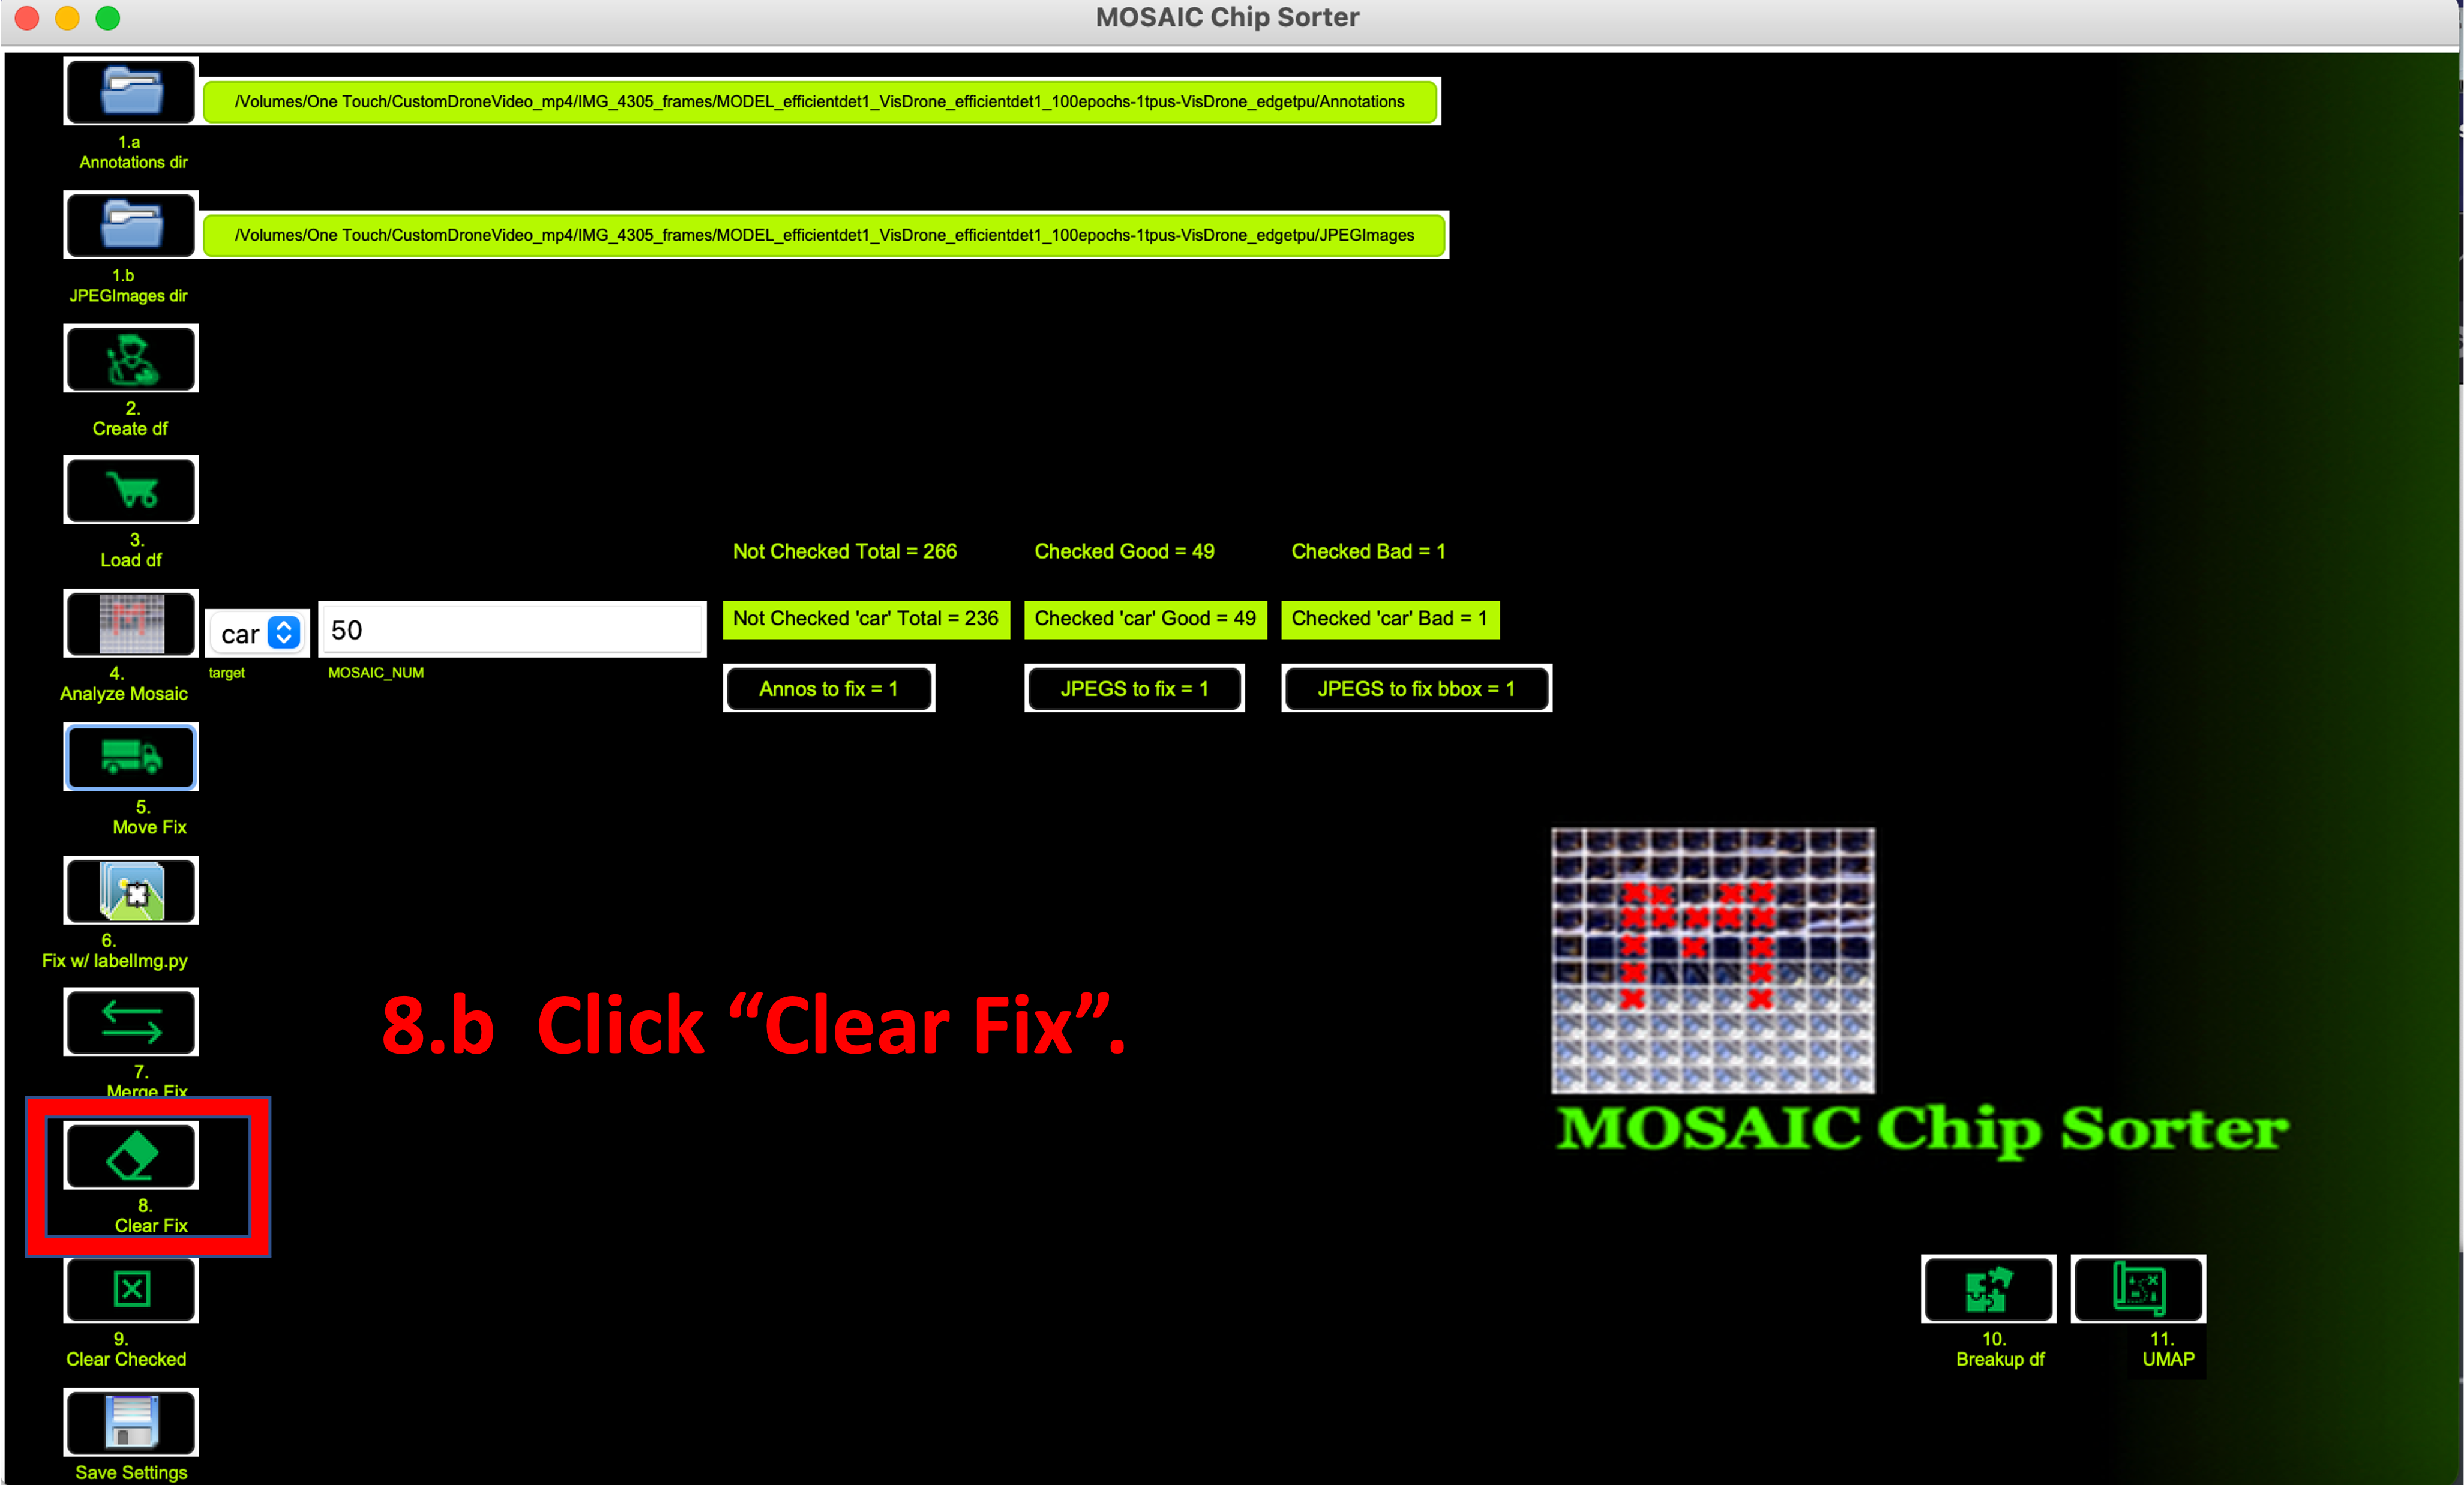 MOSAIC Chip Sorter
/Volumes/One Touch/CustomDroneVideo_mp4/IMG_4305_frames/MODEL_efficientdet1_VisDrone_efficientdet1_100epochs-1tpus-VisDrone_edgetpu/Annotations
1.a
Annotations dir
/Volumes/One Touch/CustomDroneVideo_mp4/IMG_4305_frames/MODEL_efficientdet1_VisDrone_efficientdet1_100epochs-1tpus-VisDrone_edgetpu/JPEGImages
1.b
JPEGImages dir
2.
Create df
3.
Load df
Not Checked Total = 266
Checked Good = 49
Checked Bad = 1
car
50
Not Checked 'car' Total = 236
Checked 'car' Good = 49
Checked 'car' Bad = 1
4.
Analyze Mosaic
target
MOSAIC_NUM
Annos to fix = 1
JPEGS to fix = 1
JPEGS to fix bbox = 1
5.
Move Fix
6.
Fix w/ labelImg.py
8.b Click “Clear Fix”.
7.
Merge Fix
MOSAIC Chip Sorter
8.
Clear Fix
9.
Clear Checked
10.
Breakup df
11.
UMAP
Save Settings